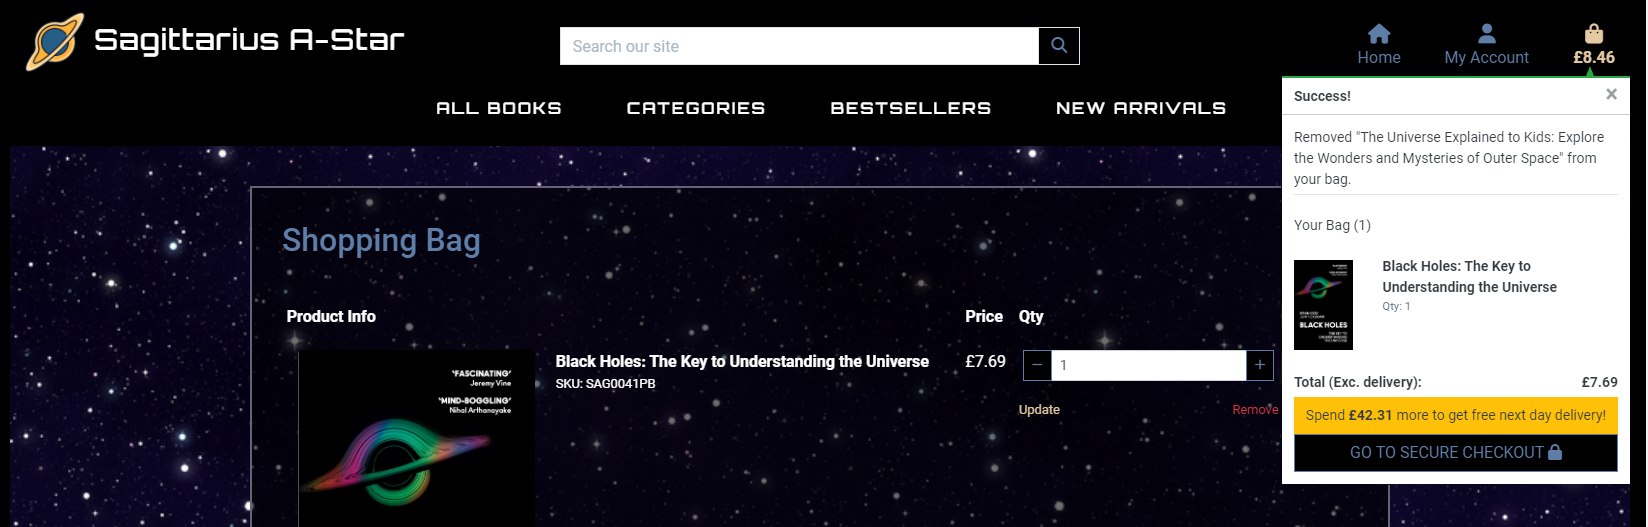 Sagittarius A-Star
Search our site
Home
My Account
£8.46
ALL BOOKS
CATEGORIES
BESTSELLERS
NEW ARRIVALS
Success!
×
Removed "The Universe Explained to Kids: Explore
the Wonders and Mysteries of Outer Space" from
your bag.
Your Bag (1)
Black Holes: The Key to
Understanding the Universe
Qty: 1
BLACK HOLES
Total (Exc. delivery):
£7.69
Spend £42.31 more to get free next day delivery!
GO TO SECURE CHECKOUT
Shopping Bag
Product Info
Price
Qty
'FASCINATING'
Jeremy Vine
'MIND-BOGGLING'
Nihal Arthanayake
Black Holes: The Key to Understanding the Universe
SKU: SAG0041PB
£7.69
−
1
+
Update
Remove